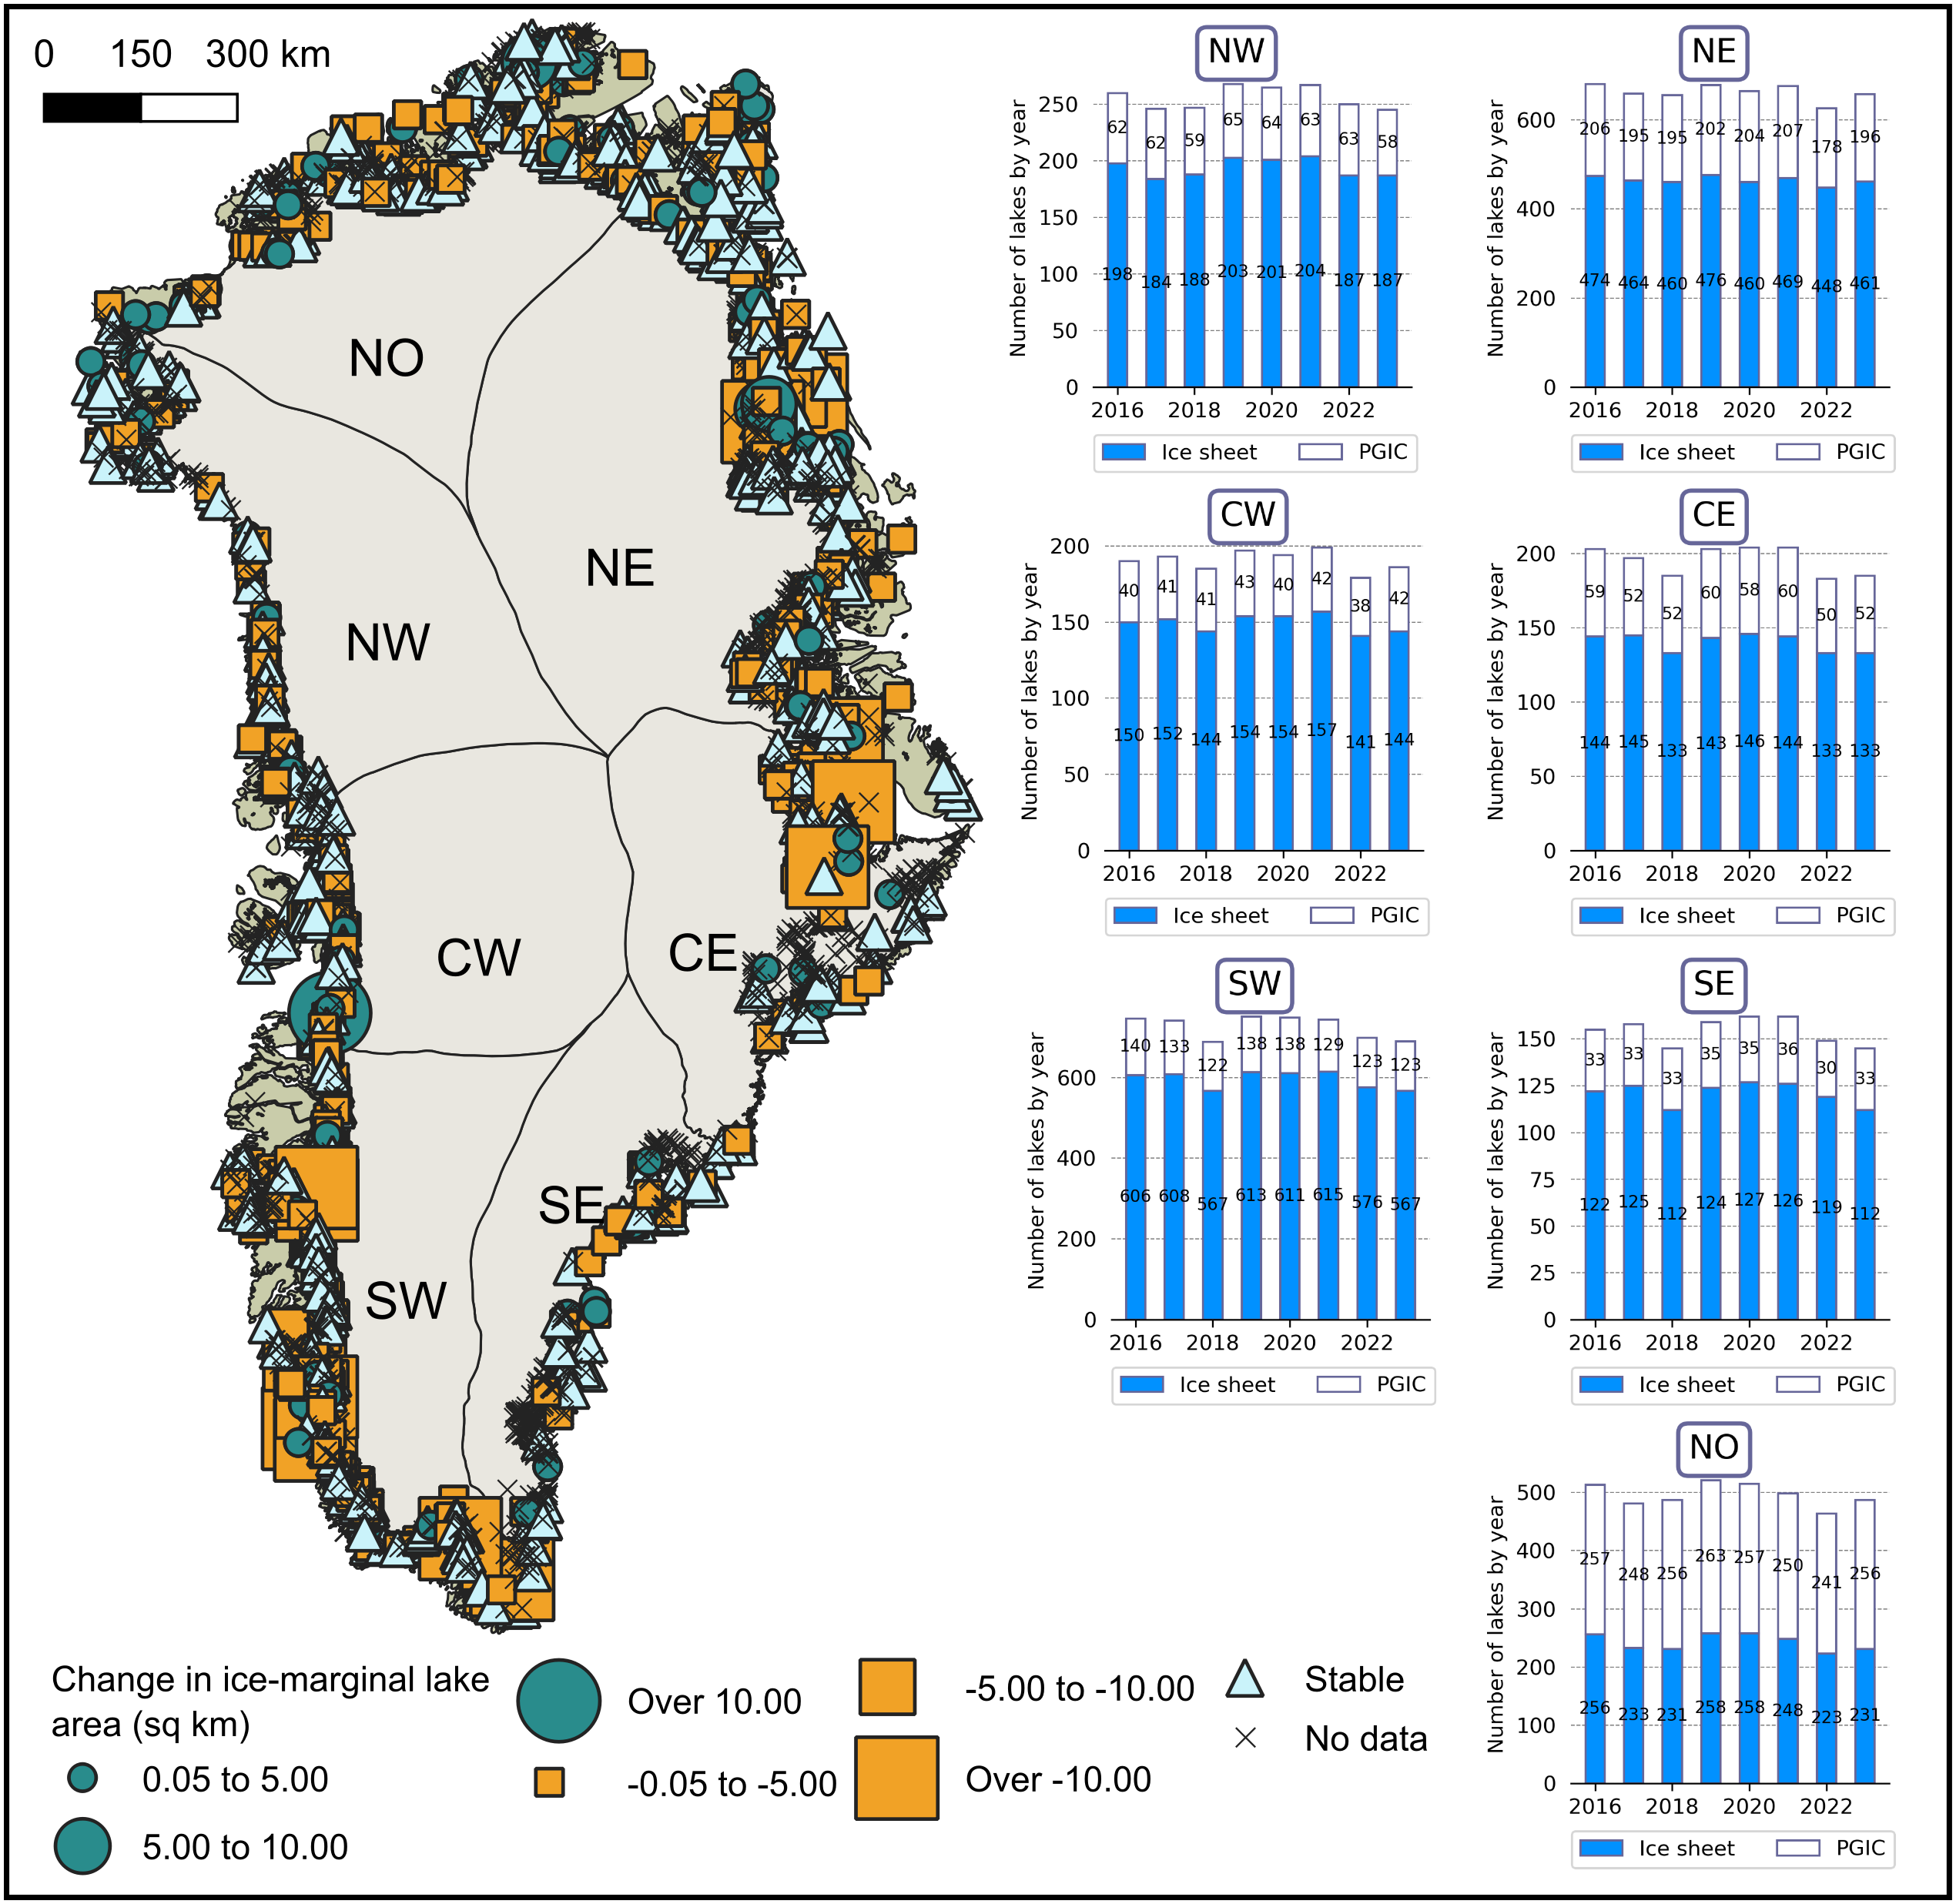 0 150 300 km
NO
NE
NW
CW
CE
SE
SW
Change in ice-marginal lake
area (sq km)
0.05 to 5.00
5.00 to 10.00
Over 10.00
-0.05 to -5.00
-5.00 to -10.00
Over -10.00
Stable
No data
NW
Number of lakes by year
250
200
150
100
50
0
62 62 59 65 64 63 63 58
198 184 188 203 201 204 187 187
2016 2018 2020 2022
Ice sheet PGIC
NE
Number of lakes by year
600
400
200
0
206 195 195 202 204 207 178 196
474 464 460 476 460 469 448 461
2016 2018 2020 2022
Ice sheet PGIC
CW
Number of lakes by year
200
150
100
50
0
40 41 41 43 40 42 38 42
150 152 144 154 154 157 141 144
2016 2018 2020 2022
Ice sheet PGIC
CE
Number of lakes by year
200
150
100
50
0
59 52 52 60 58 60 50 52
144 145 133 143 146 144 133 133
2016 2018 2020 2022
Ice sheet PGIC
SW
Number of lakes by year
600
400
200
0
140 133 122 138 138 129 123 123
606 608 567 613 611 615 576 567
2016 2018 2020 2022
Ice sheet PGIC
SE
Number of lakes by year
150
125
100
75
50
25
0
33 33 33 35 35 36 30 33
122 125 112 124 127 126 119 112
2016 2018 2020 2022
Ice sheet PGIC
NO
Number of lakes by year
500
400
300
200
100
0
257 248 256 263 257 250 241 256
256 233 231 258 258 248 223 231
2016 2018 2020 2022
Ice sheet PGIC